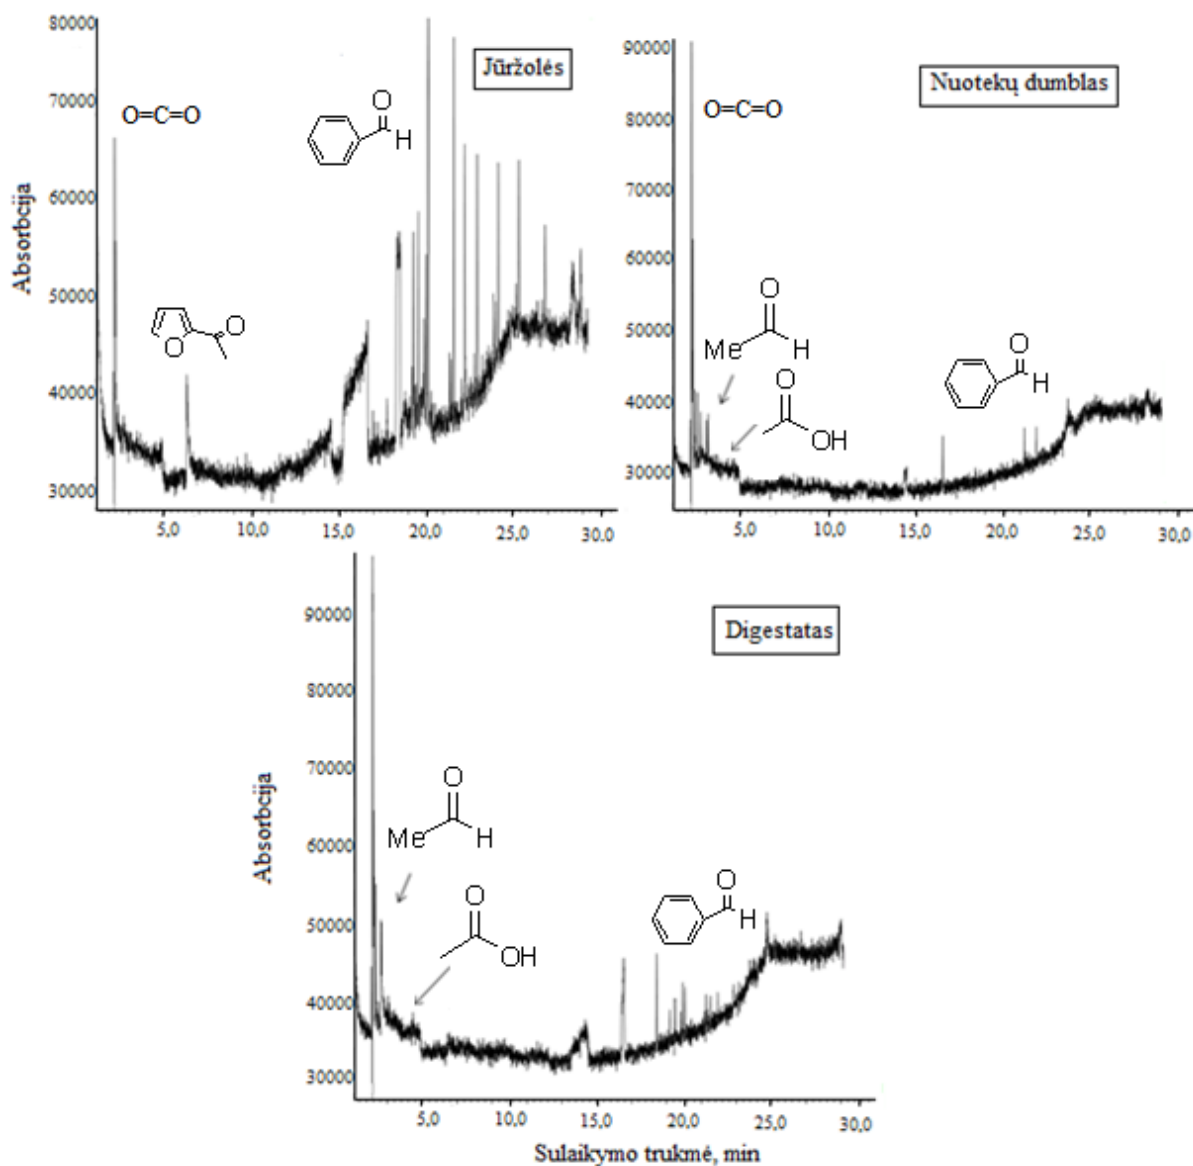 Jūržolės
80000
70000
60000
50000
40000
30000
Absorbcija
O=C=O
O
H
O
O
5,0
10,0
15,0
20,0
25,0
30,0
Nuotekų dumblas
90000
80000
70000
60000
50000
40000
30000
O=C=O
O
Me
H
O
OH
O
H
5,0
10,0
15,0
20,0
25,0
30,0
Digestatas
90000
80000
70000
60000
50000
40000
30000
Absorbcija
O
Me
H
O
OH
O
H
5,0
10,0
15,0
20,0
25,0
30,0
Sulaikymo trukmė, min